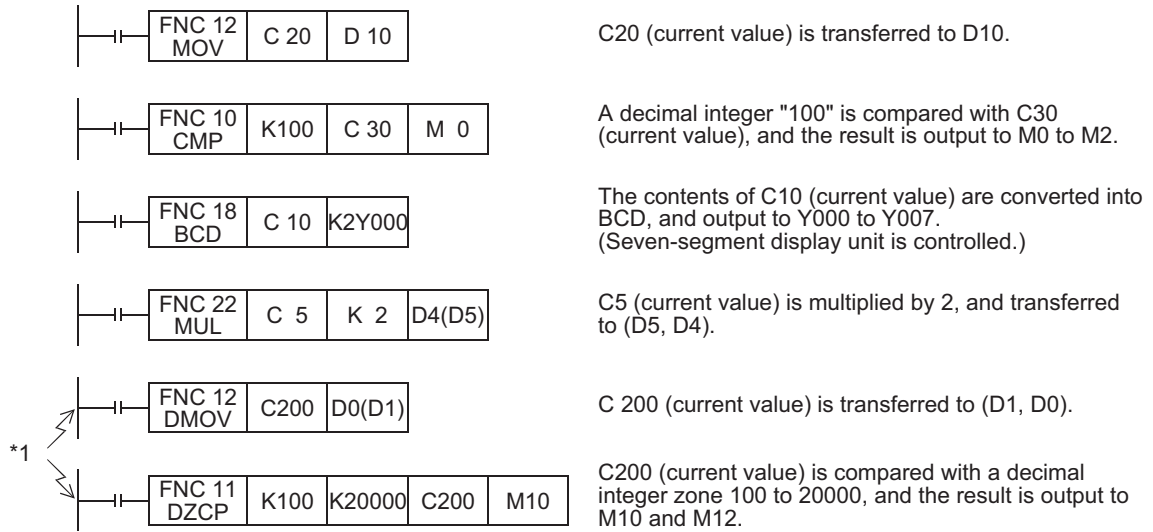 FNC 12
MOV
C 20
D 10
C20 (current value) is transferred to D10.
FNC 10
CMP
K100
C 30
M 0
A decimal integer "100" is compared with C30
(current value), and the result is output to M0 to M2.
FNC 18
BCD
C 10
K2Y000
The contents of C10 (current value) are converted into
BCD, and output to Y000 to Y007.
(Seven-segment display unit is controlled.)
FNC 22
MUL
C 5
K 2
D4(D5)
C5 (current value) is multiplied by 2, and transferred
to (D5, D4).
FNC 12
DMOV
C200
D0(D1)
C 200 (current value) is transferred to (D1, D0).
*1
FNC 11
DZCP
K100
K20000
C200
M10
C200 (current value) is compared with a decimal
integer zone 100 to 20000, and the result is output to
M10 and M12.